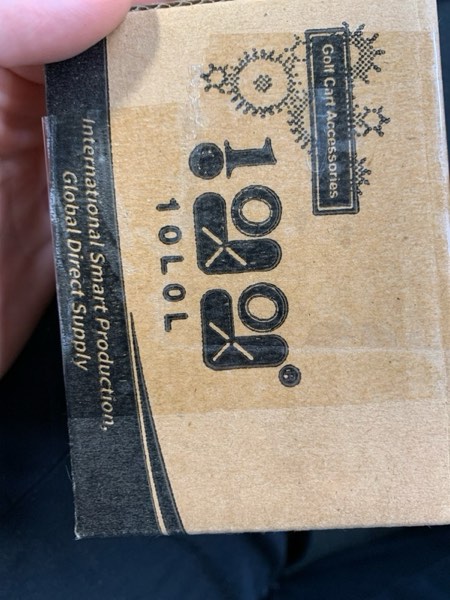 Golf Cart Accessories
10L0L
International Smart Production,
Global Direct Supply